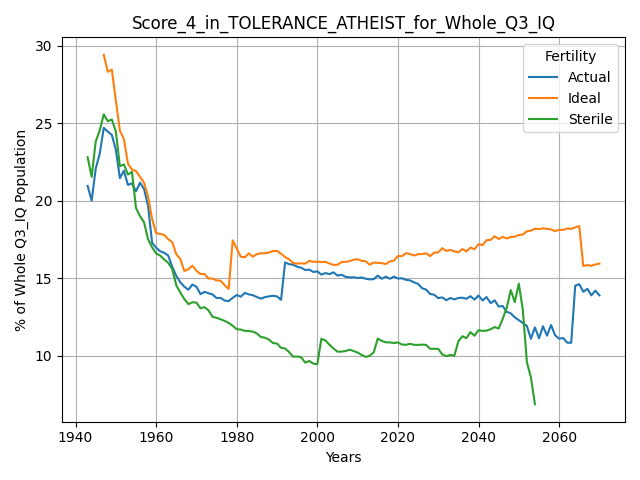 Score_4_in_TOLERANCE_ATHEIST_for_Whole_Q3_IQ
Fertility
Actual
Ideal
Sterile
% of Whole Q3_IQ Population
30
25
20
15
10
1940 1960 1980 2000 2020 2040 2060
Years